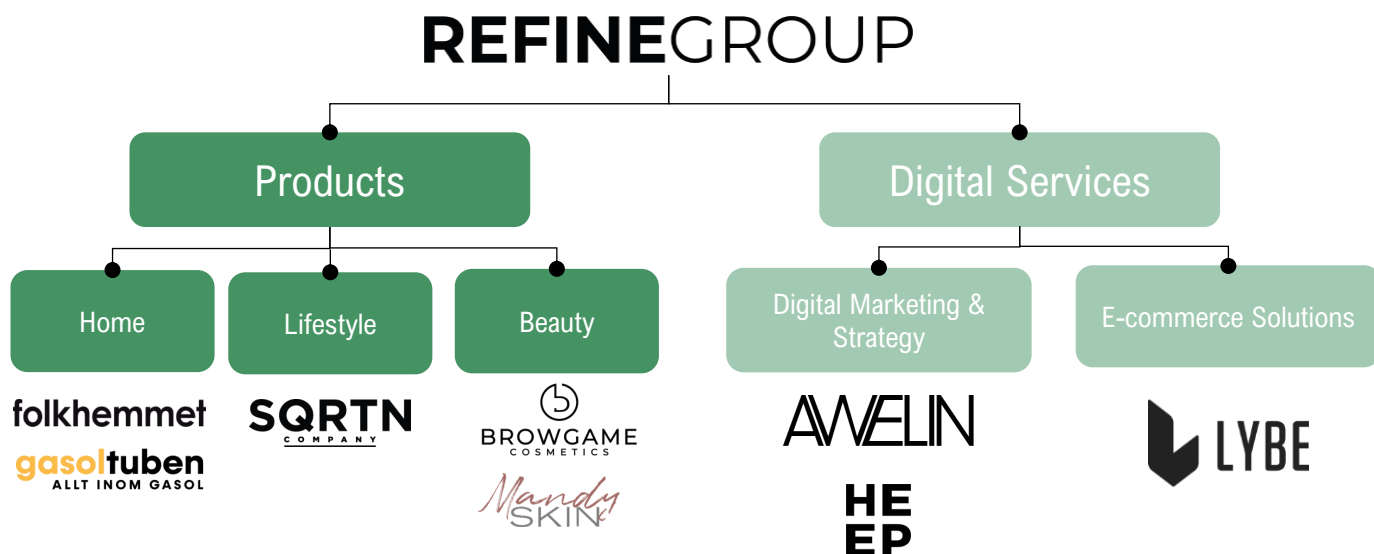 REFINEGROUP
Products
Digital Services
Home
Lifestyle
Beauty
Digital Marketing &
Strategy
E-commerce Solutions
folkhemmet
gasoltuben
ALLT INOM GASOL
SQRTN
COMPANY
BROWGAME
COSMETICS
Mandy
SKIN
AWELIN
HE
EP
LYBE